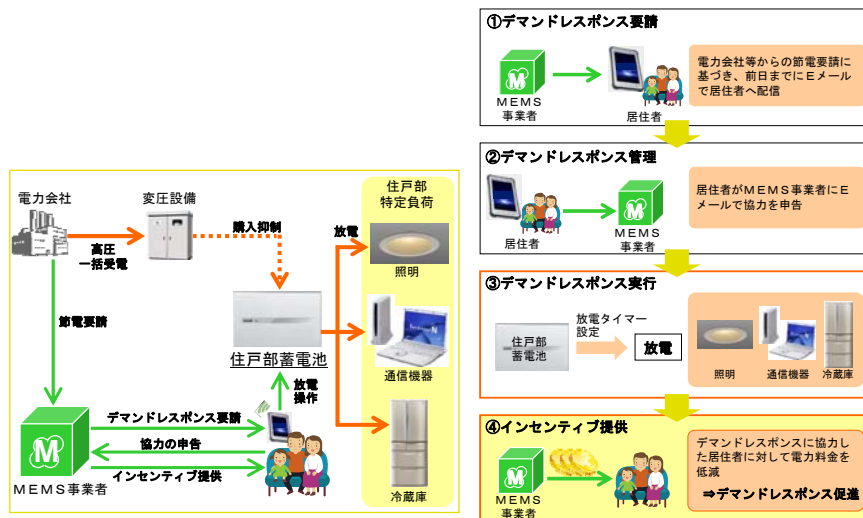 電力会社
変圧設備
高圧
一括受電
購入抑制
住戸部
特定負荷
放電
照明
節電要請
住戸部蓄電池
通信機器
放電
操作
デマンドレスポンス要請
協力の申告
インセンティブ提供
MEMS事業者
冷蔵庫
①デマンドレスポンス要請
MEMS
事業者
居住者
電力会社等からの節電要請に
基づき、前日までにEメール
で居住者へ配信
②デマンドレスポンス管理
居住者
MEMS
事業者
居住者がMEMS事業者にE
メールで協力を申告
③デマンドレスポンス実行
住戸部
蓄電池
放電タイマー
設定
放電
照明
通信機器
冷蔵庫
④インセンティブ提供
MEMS
事業者
デマンドレスポンスに協力し
た居住者に対して電力料金を
低減
⇒デマンドレスポンス促進